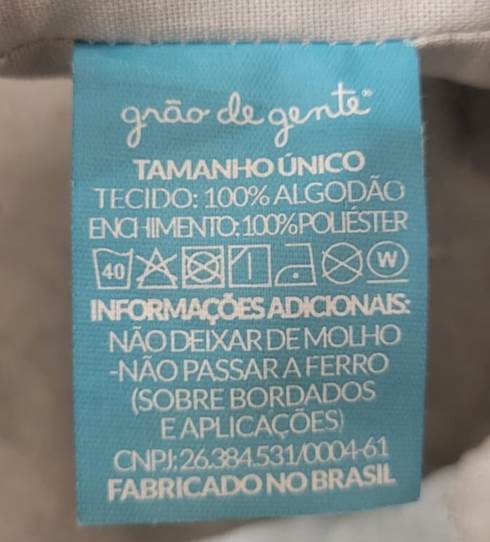 grão de gente®
TAMANHO ÚNICO
TECIDO: 100% ALGODÃO
ENCHIMENTO: 100% POLIÉSTER
40 W
INFORMAÇÕES ADICIONAIS:
NÃO DEIXAR DE MOLHO
-NÃO PASSAR A FERRO
(SOBRE BORDADOS
E APLICAÇÕES)
CNPJ: 26.384.531/0004-61
FABRICADO NO BRASIL